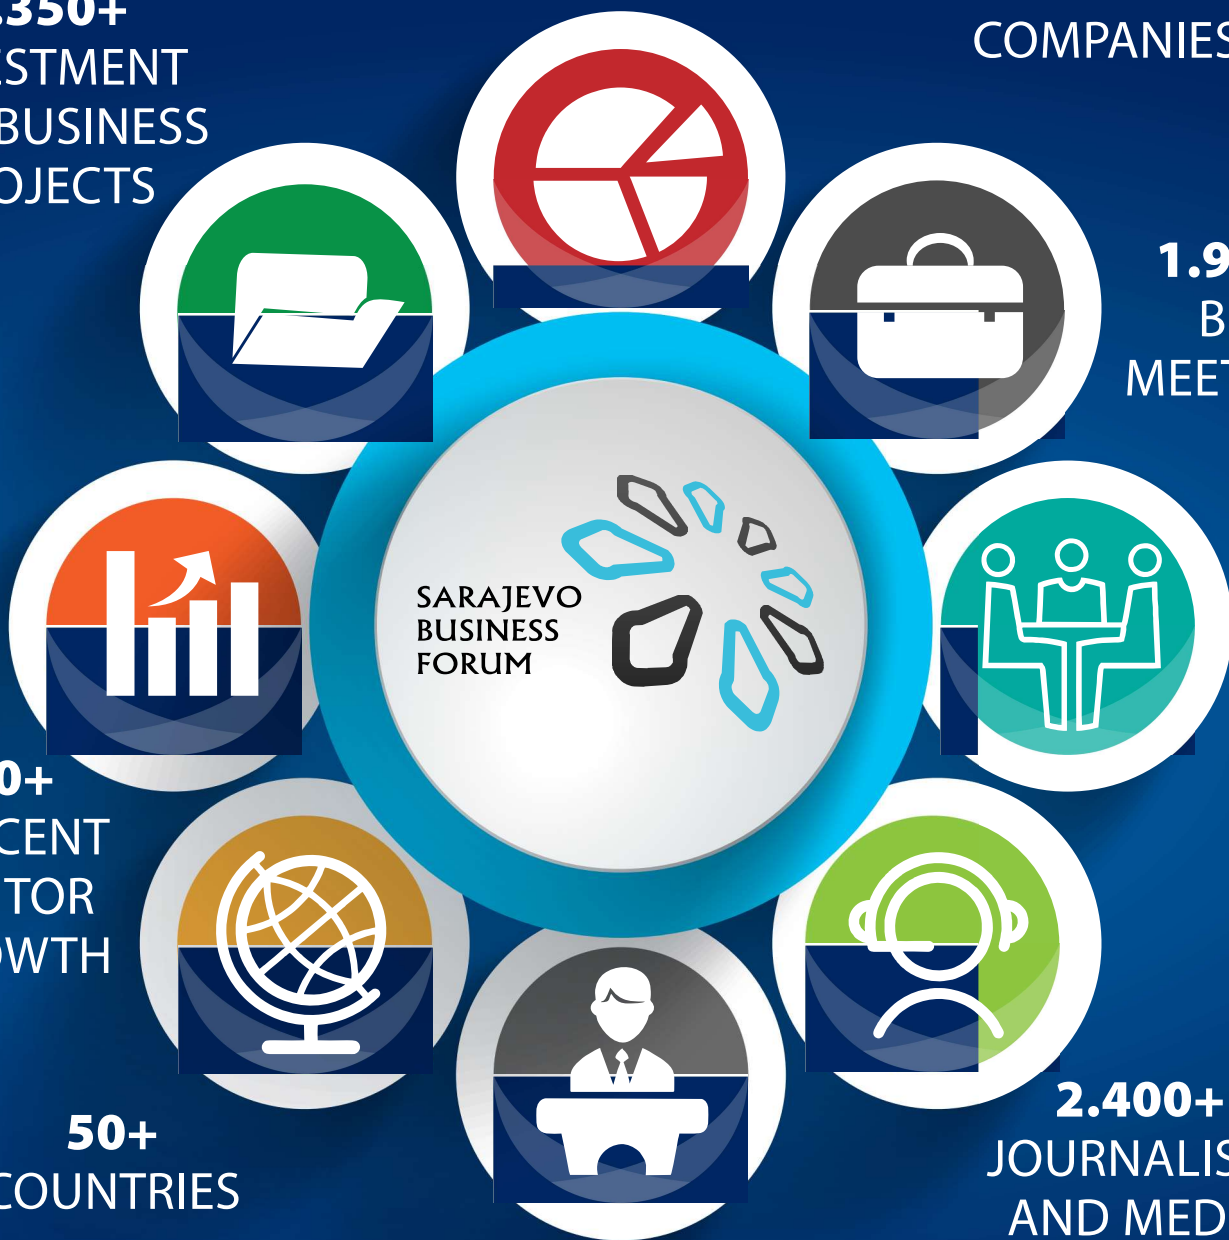 .350+
ESTMENT
BUSINESS
OJECTS
COMPANIES
1.9
B
MEET
SARAJEVO
BUSINESS
FORUM
0+
CENT
TOR
OWTH
50+
COUNTRIES
2.400+
JOURNALIS
AND MED